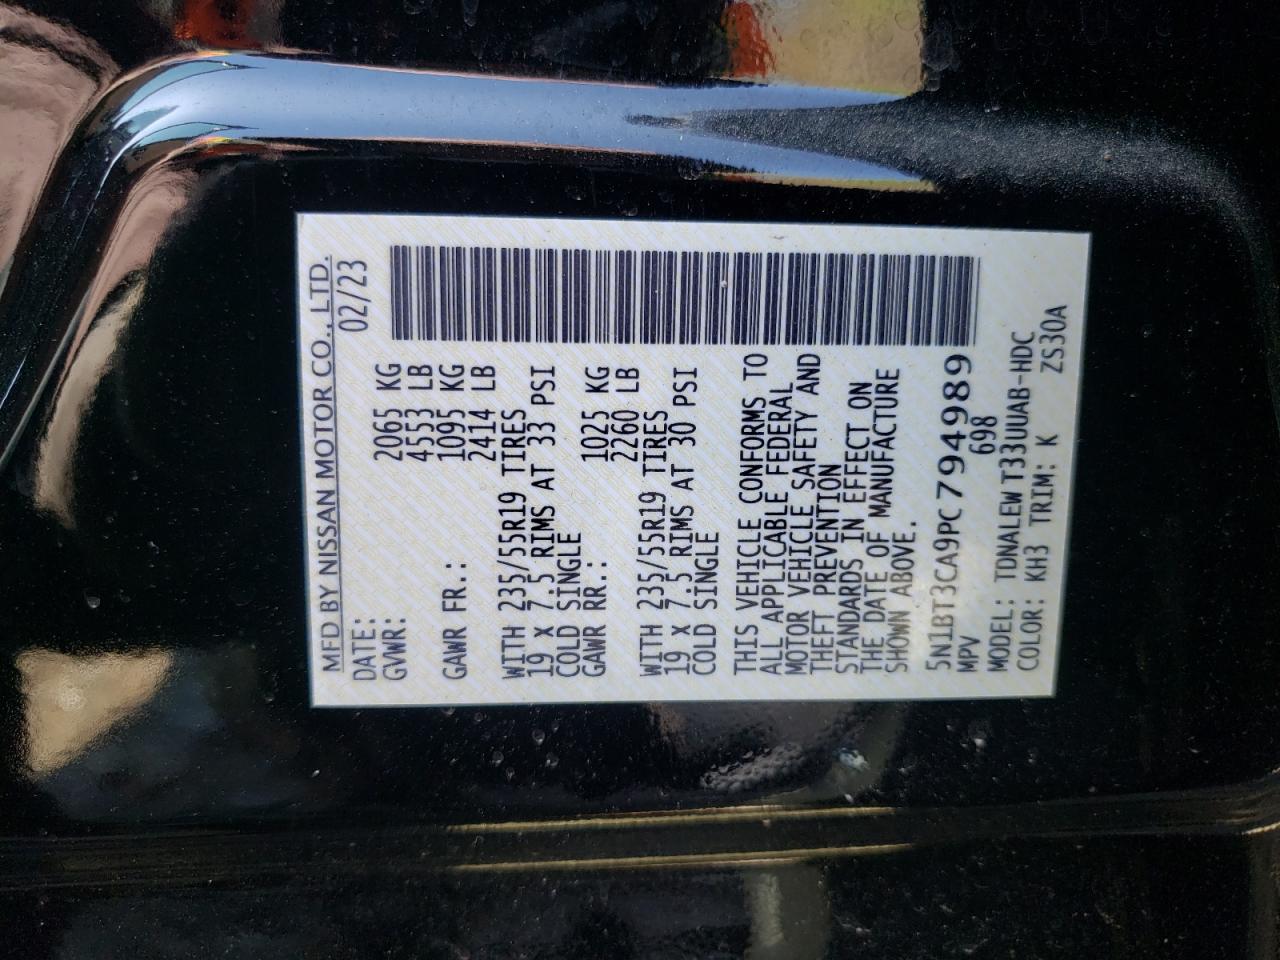 MFD BY NISSAN MOTOR CO., LTD.
DATE: 02/23
GVWR: 2065 KG
4553 LB
GAWR FR.: 1095 KG
2414 LB
WITH 235/55R19 TIRES
19 X 7.5 RIMS AT 33 PSI
COLD SINGLE
GAWR RR.: 1025 KG
2260 LB
WITH 235/55R19 TIRES
19 X 7.5 RIMS AT 30 PSI
COLD SINGLE
THIS VEHICLE CONFORMS TO
ALL APPLICABLE FEDERAL
MOTOR VEHICLE SAFETY AND
THEFT PREVENTION
STANDARDS IN EFFECT ON
THE DATE OF MANUFACTURE
SHOWN ABOVE.
5N1BT3CA9PC794989
MPV 698
MODEL: TDNALEW T33UUAB-HDC
COLOR: KH3 TRIM: K ZS30A